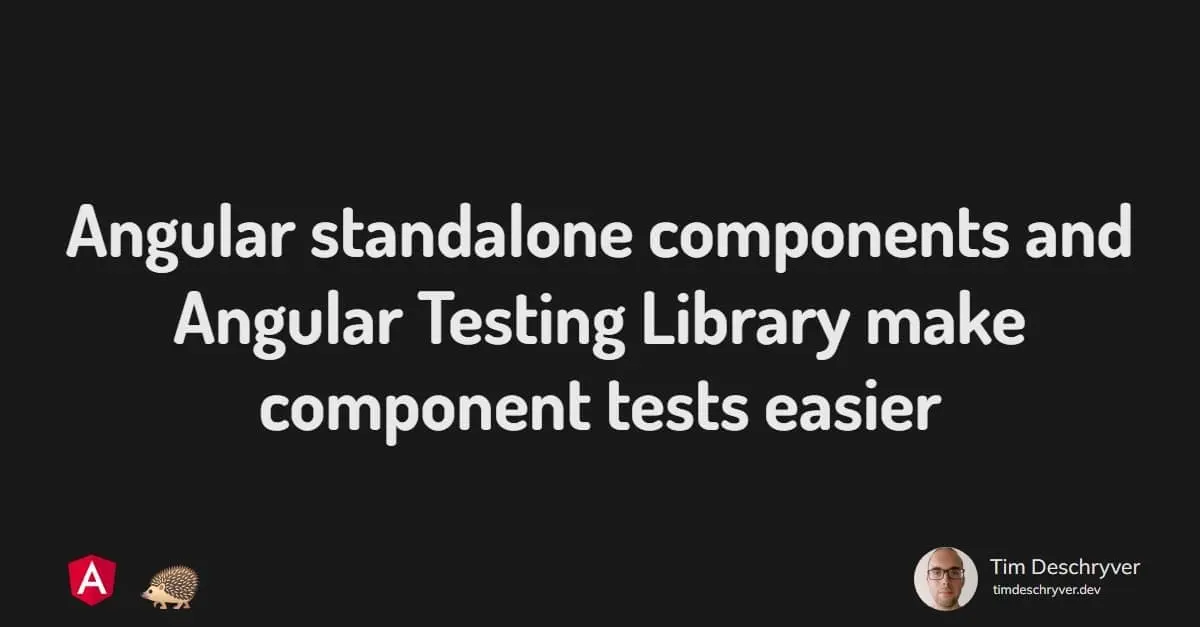 Angular standalone components and
Angular Testing Library make
component tests easier
A
Tim Deschryver
timdeschryver.dev